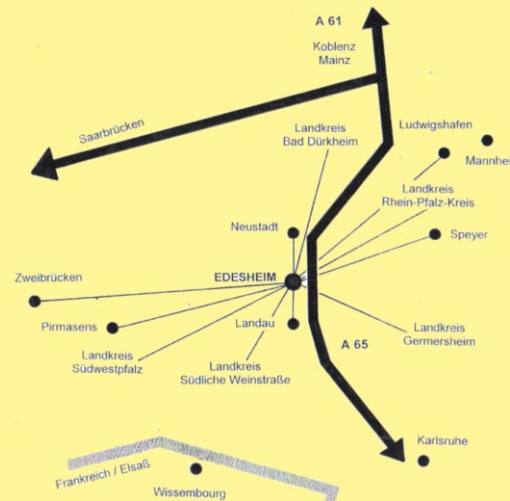 A 61
Koblenz
Mainz
Saarbrücken
Landkreis
Bad Dürkheim
Ludwigshafen
Mannhei
Landkreis
Rhein-Pfalz-Kreis
Neustadt
Speyer
EDESHEIM
Zweibrücken
Pirmasens
Landau
Landkreis
Germersheim
Landkreis
Südwestpfalz
A 65
Landkreis
Südliche Weinstraße
Karlsruhe
Frankreich / Elsaß
Wissembourg